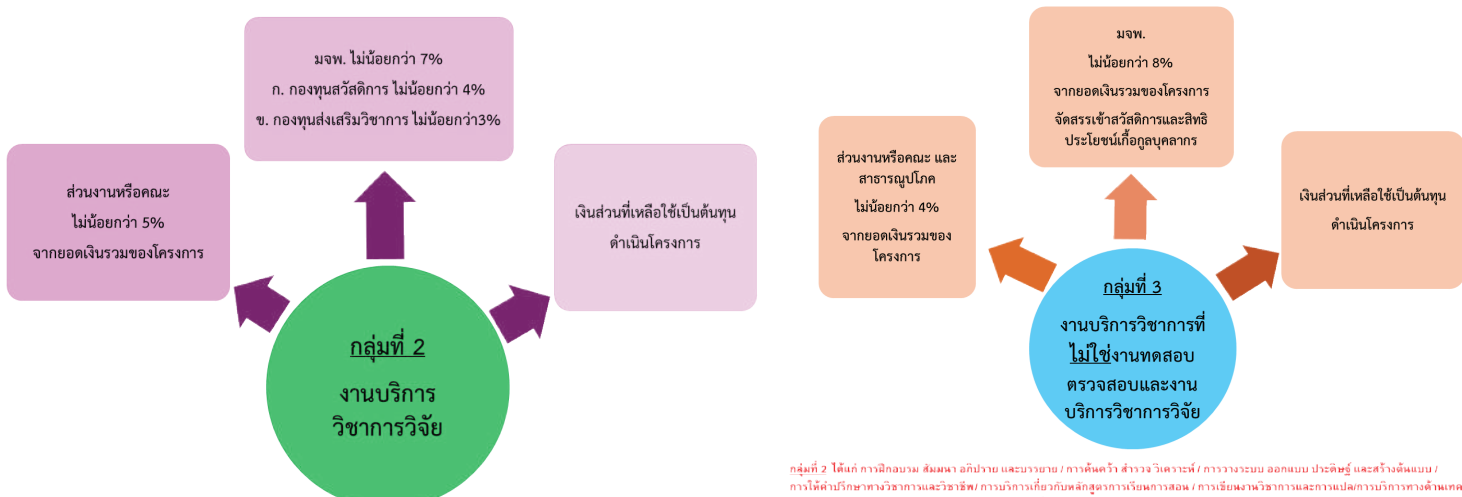 มจพ. ไม่น้อยกว่า 7%
ก. กองทุนสวัสดิการ ไม่น้อยกว่า 4%
ข. กองทุนส่งเสริมวิชาการ ไม่น้อยกว่า3%
ส่วนงานหรือคณะ
ไม่น้อยกว่า 5%
จากยอดเงินรวมของโครงการ
เงินส่วนที่เหลือใช้เป็นต้นทุน
ดำเนินโครงการ
กลุ่มที่ 2
งานบริการ
วิชาการวิจัย
มจพ.
ไม่น้อยกว่า 8%
จากยอดเงินรวมของโครงการ
จัดสรรเข้าสวัสดิการและสิทธิ
ประโยชน์เกื้อกูลบุคลากร
ส่วนงานหรือคณะ และ
สาธารณูปโภค
ไม่น้อยกว่า 4%
จากยอดเงินรวมของ
โครงการ
เงินส่วนที่เหลือใช้เป็นต้นทุน
ดำเนินโครงการ
กลุ่มที่ 3
งานบริการวิชาการที่
ไม่ใช่งานทดสอบ
ตรวจสอบและงาน
บริการวิชาการวิจัย
กลุ่มที่ 2 ได้แก่ การฝึกอบรม สัมมนา อภิปราย และบรรยาย / การค้นคว้า สำรวจ วิเคราะห์ / การวางระบบ ออกแบบ ประดิษฐ์ และสร้างต้นแบบ /
การให้คำปรึกษาทางวิชาการและวิชาชีพ/ การบริการเกี่ยวกับหลักสูตรการเรียนการสอน / การเขียนงานวิชาการและการแปล/การบริการทางด้านเทค